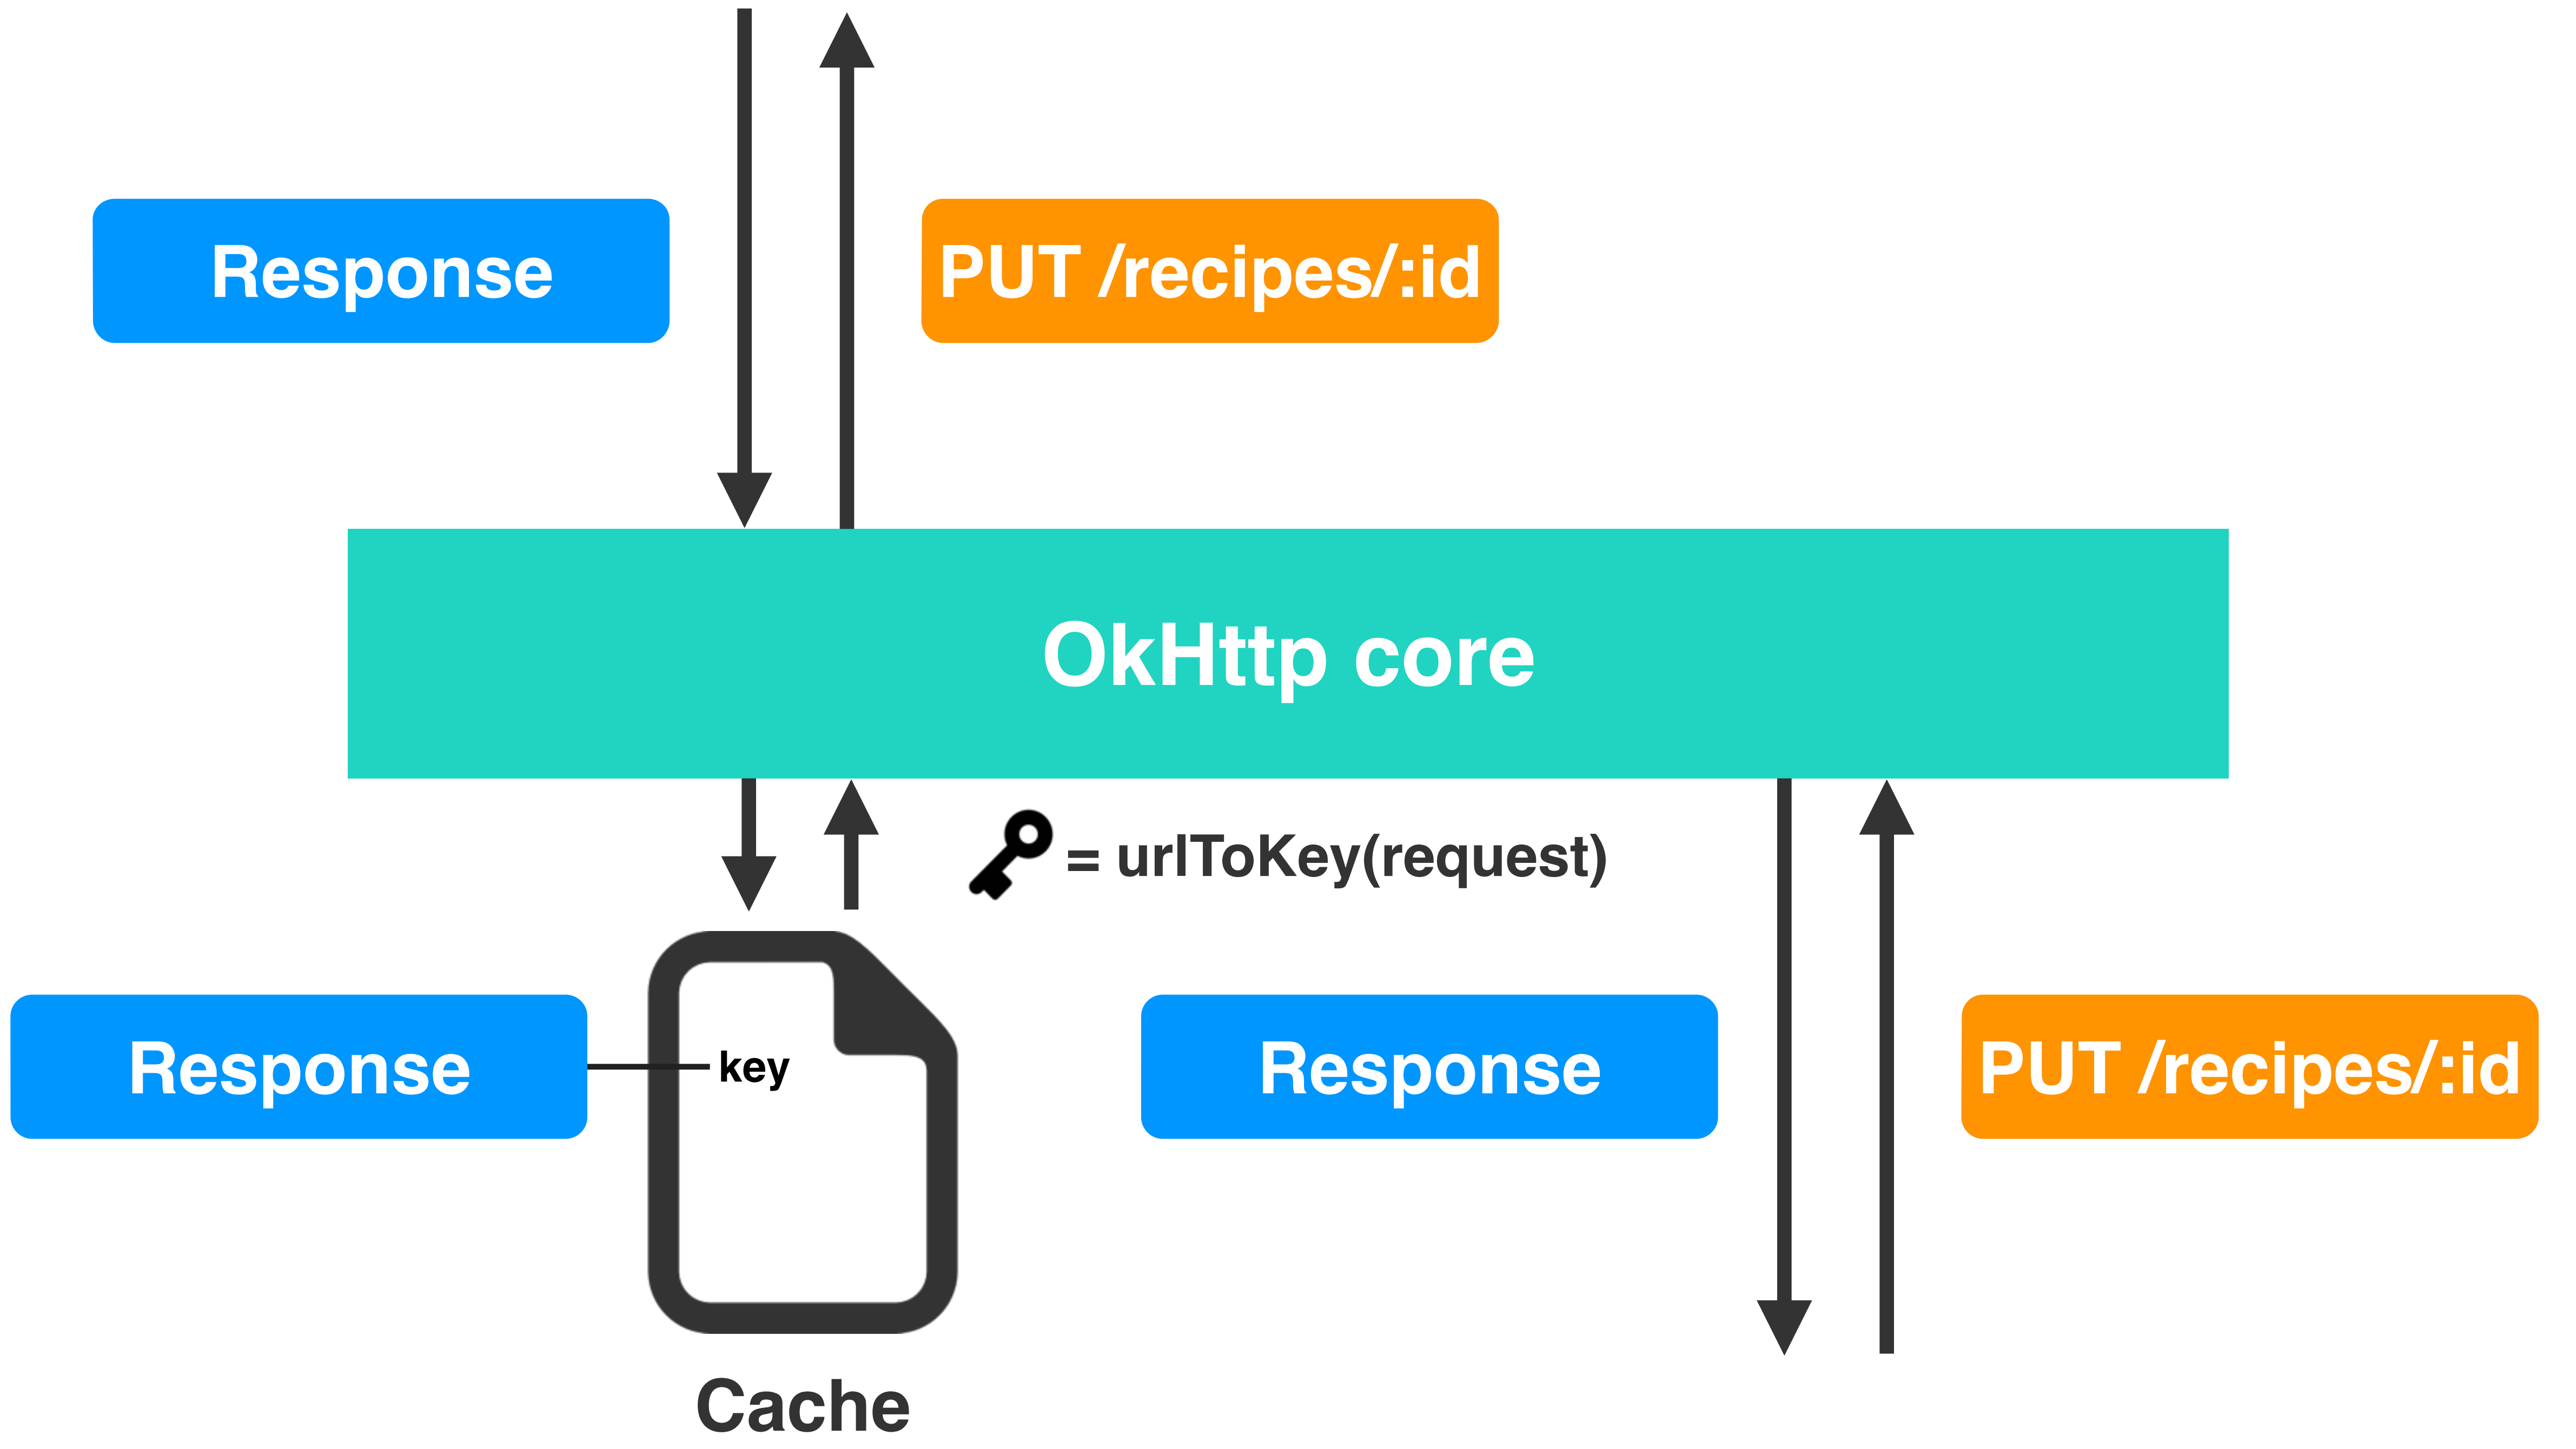 Response
PUT /recipes/:id
OkHttp core
= urlToKey(request)
Response
key
Response
PUT /recipes/:id
Cache